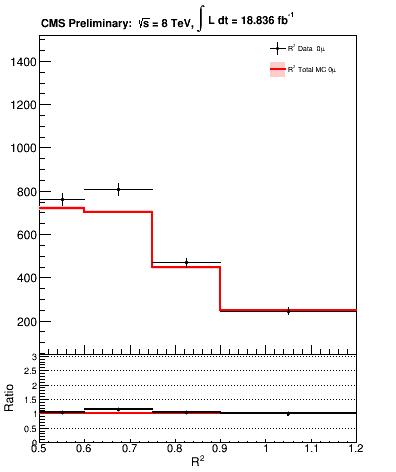 CMS Preliminary: √s = 8 TeV, ∫ L dt = 18.836 fb⁻¹
R² Data 0μ
R² Total MC 0μ
1400
1200
1000
800
600
400
200
Ratio
3
2.5
2
1.5
1
0.5
0
0.5 0.6 0.7 0.8 0.9 1 1.1 1.2
R²